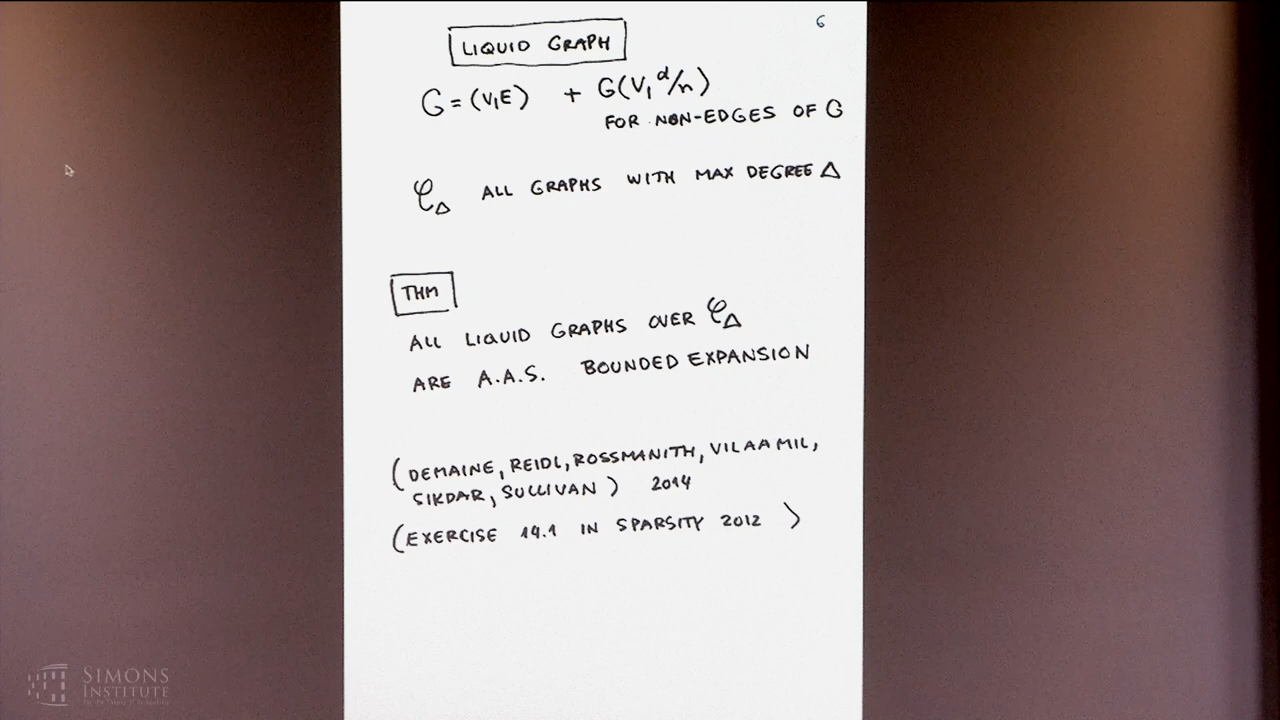 6
LIQUID GRAPH
G = (V, E) + G(V, d/n)
FOR NON-EDGES OF G
𝒞Δ ALL GRAPHS WITH MAX DEGREE Δ
THM
ALL LIQUID GRAPHS OVER 𝒞Δ
ARE A.A.S. BOUNDED EXPANSION
(DEMAINE, REIDL, ROSSMANITH, VILAAMIL,
SIKDAR, SULLIVAN) 2014
(EXERCISE 14.1 IN SPARSITY 2012)
SIMONS
INSTITUTE